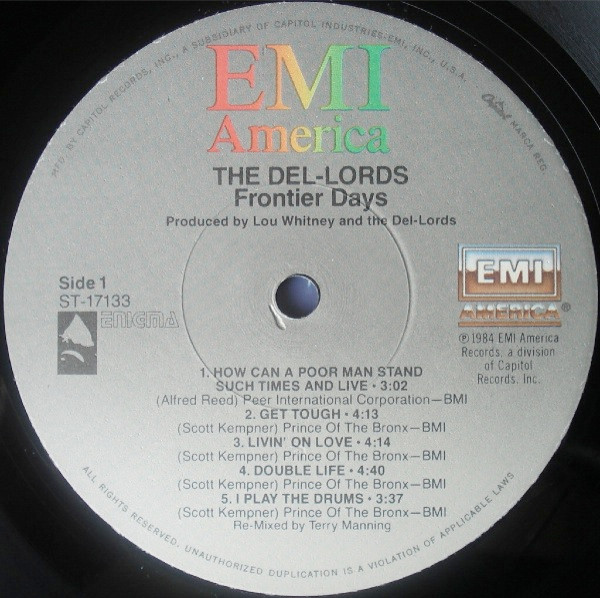 MFD. BY CAPITOL RECORDS, INC., A SUBSIDIARY OF CAPITOL INDUSTRIES-EMI, INC., U.S.A.
Capitol MARCA REG.
EMI
America
THE DEL-LORDS
Frontier Days
Produced by Lou Whitney and the Del-Lords
Side 1
ST-17133
ENIGMA
EMI
AMERICA®
℗ 1984 EMI America
Records, a division
of Capitol
Records, Inc.
1. HOW CAN A POOR MAN STAND
SUCH TIMES AND LIVE • 3:02
(Alfred Reed) Peer International Corporation—BMI
2. GET TOUGH • 4:13
(Scott Kempner) Prince Of The Bronx—BMI
3. LIVIN' ON LOVE • 4:14
(Scott Kempner) Prince Of The Bronx—BMI
4. DOUBLE LIFE • 4:40
(Scott Kempner) Prince Of The Bronx—BMI
5. I PLAY THE DRUMS • 3:37
(Scott Kempner) Prince Of The Bronx—BMI
Re-Mixed by Terry Manning
ALL RIGHTS RESERVED. UNAUTHORIZED DUPLICATION IS A VIOLATION OF APPLICABLE LAWS